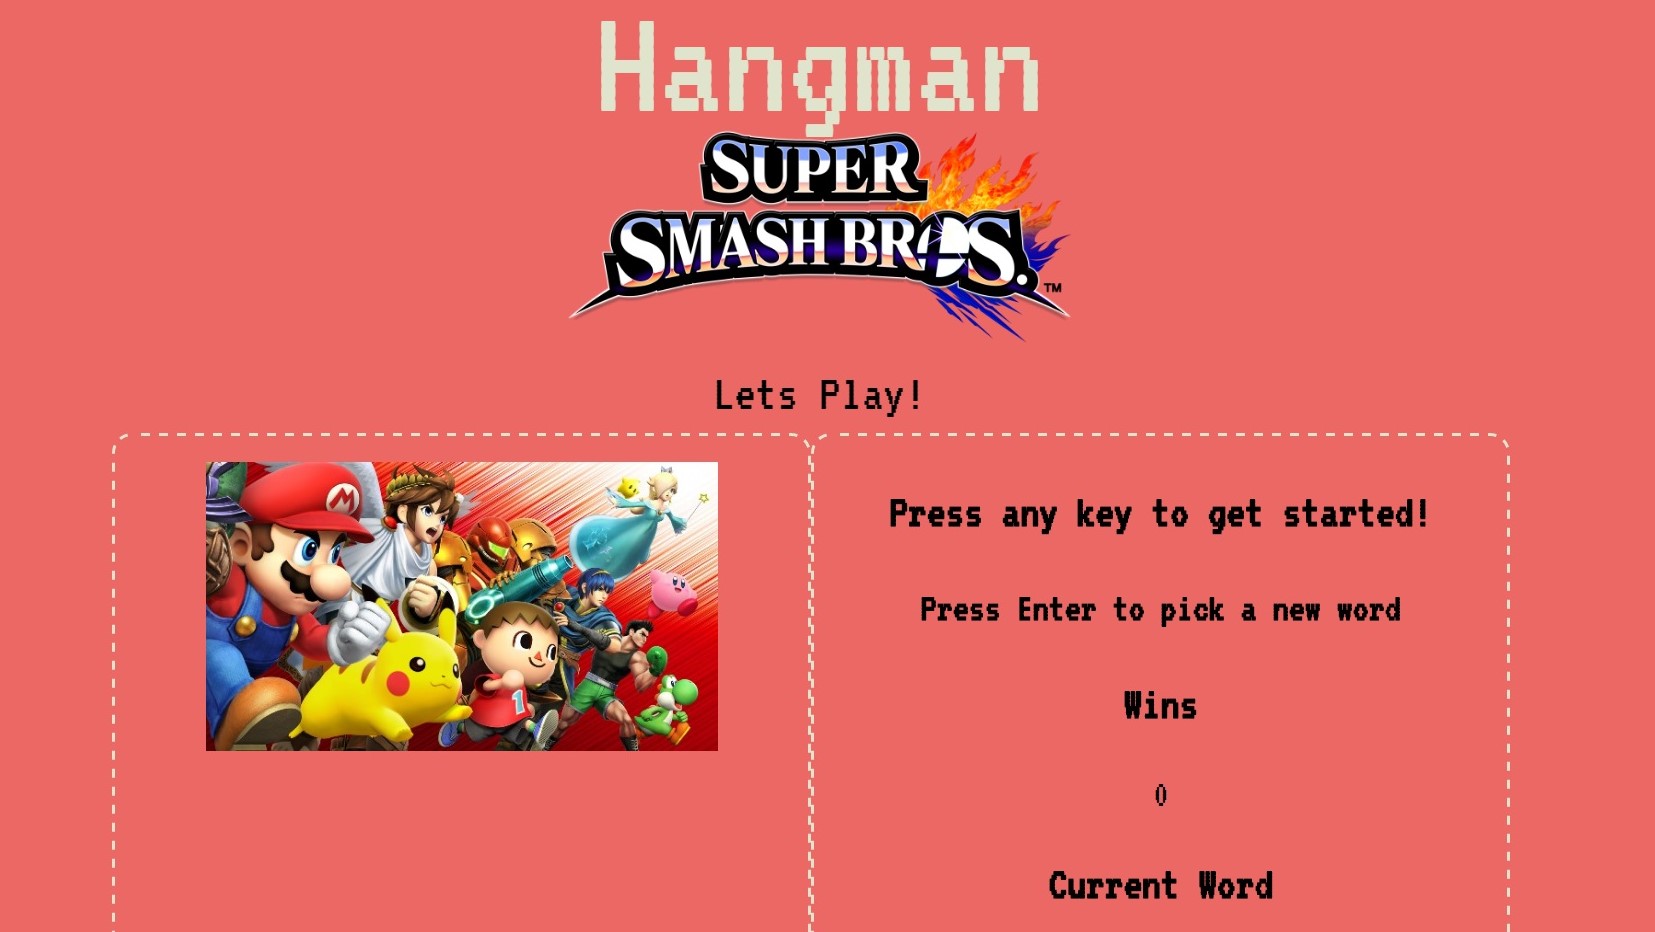 Hangman
SUPER
SMASH BROS.
TM
Lets Play!
M
1
Press any key to get started!
Press Enter to pick a new word
Wins
0
Current Word